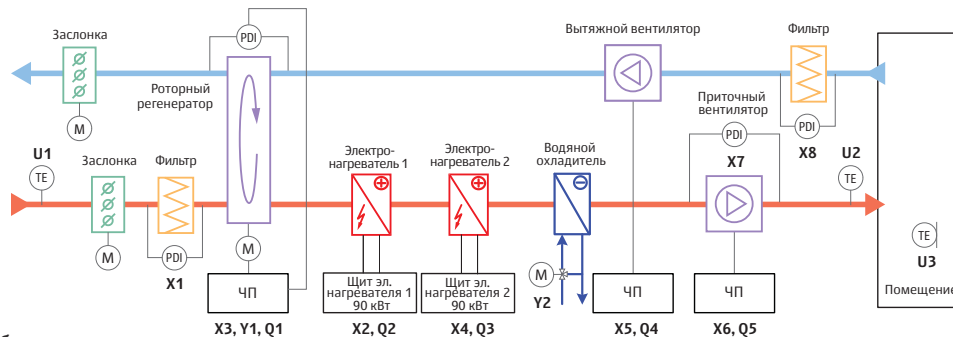 Заслонка
PDI
Вытяжной вентилятор
Фильтр
Роторный
регенератор
M
PDI
Приточный
вентилятор
PDI
X8
X7
U1
TE
Заслонка
Фильтр
Электро-
нагреватель 1
Электро-
нагреватель 2
Водяной
охладитель
U2
TE
M
PDI
X1
M
TE
U3
M
Y2
ЧП
Щит эл.
нагревателя 1
90 кВт
Щит эл.
нагревателя 2
90 кВт
ЧП
ЧП
Помещение
X3, Y1, Q1
X2, Q2
X4, Q3
X5, Q4
X6, Q5